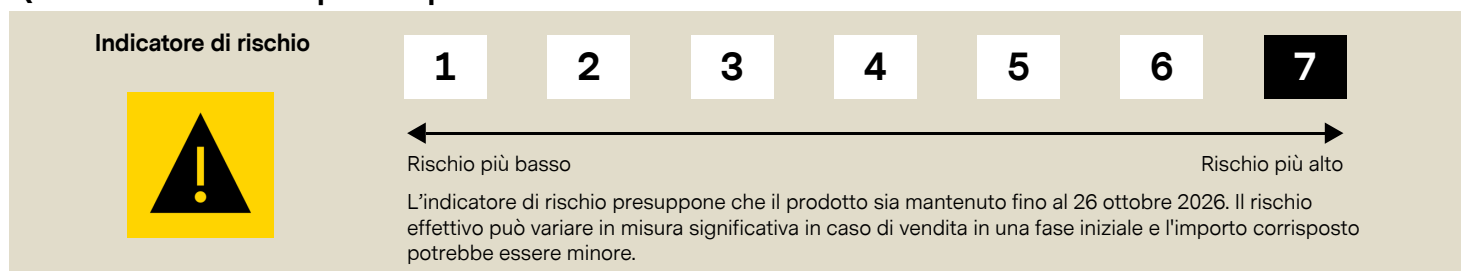 Indicatore di rischio
1 2 3 4 5 6 7
Rischio più basso Rischio più alto
L'indicatore di rischio presuppone che il prodotto sia mantenuto fino al 26 ottobre 2026. Il rischio
effettivo può variare in misura significativa in caso di vendita in una fase iniziale e l'importo corrisposto
potrebbe essere minore.